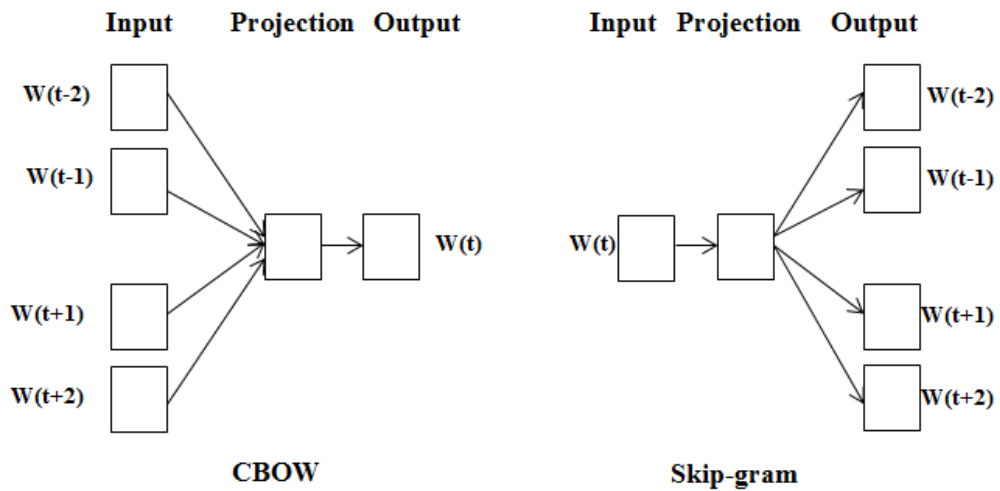 Input Projection Output
W(t-2)
W(t-1)
W(t)
W(t+1)
W(t+2)
CBOW
Input Projection Output
W(t-2)
W(t-1)
W(t)
W(t+1)
W(t+2)
Skip-gram